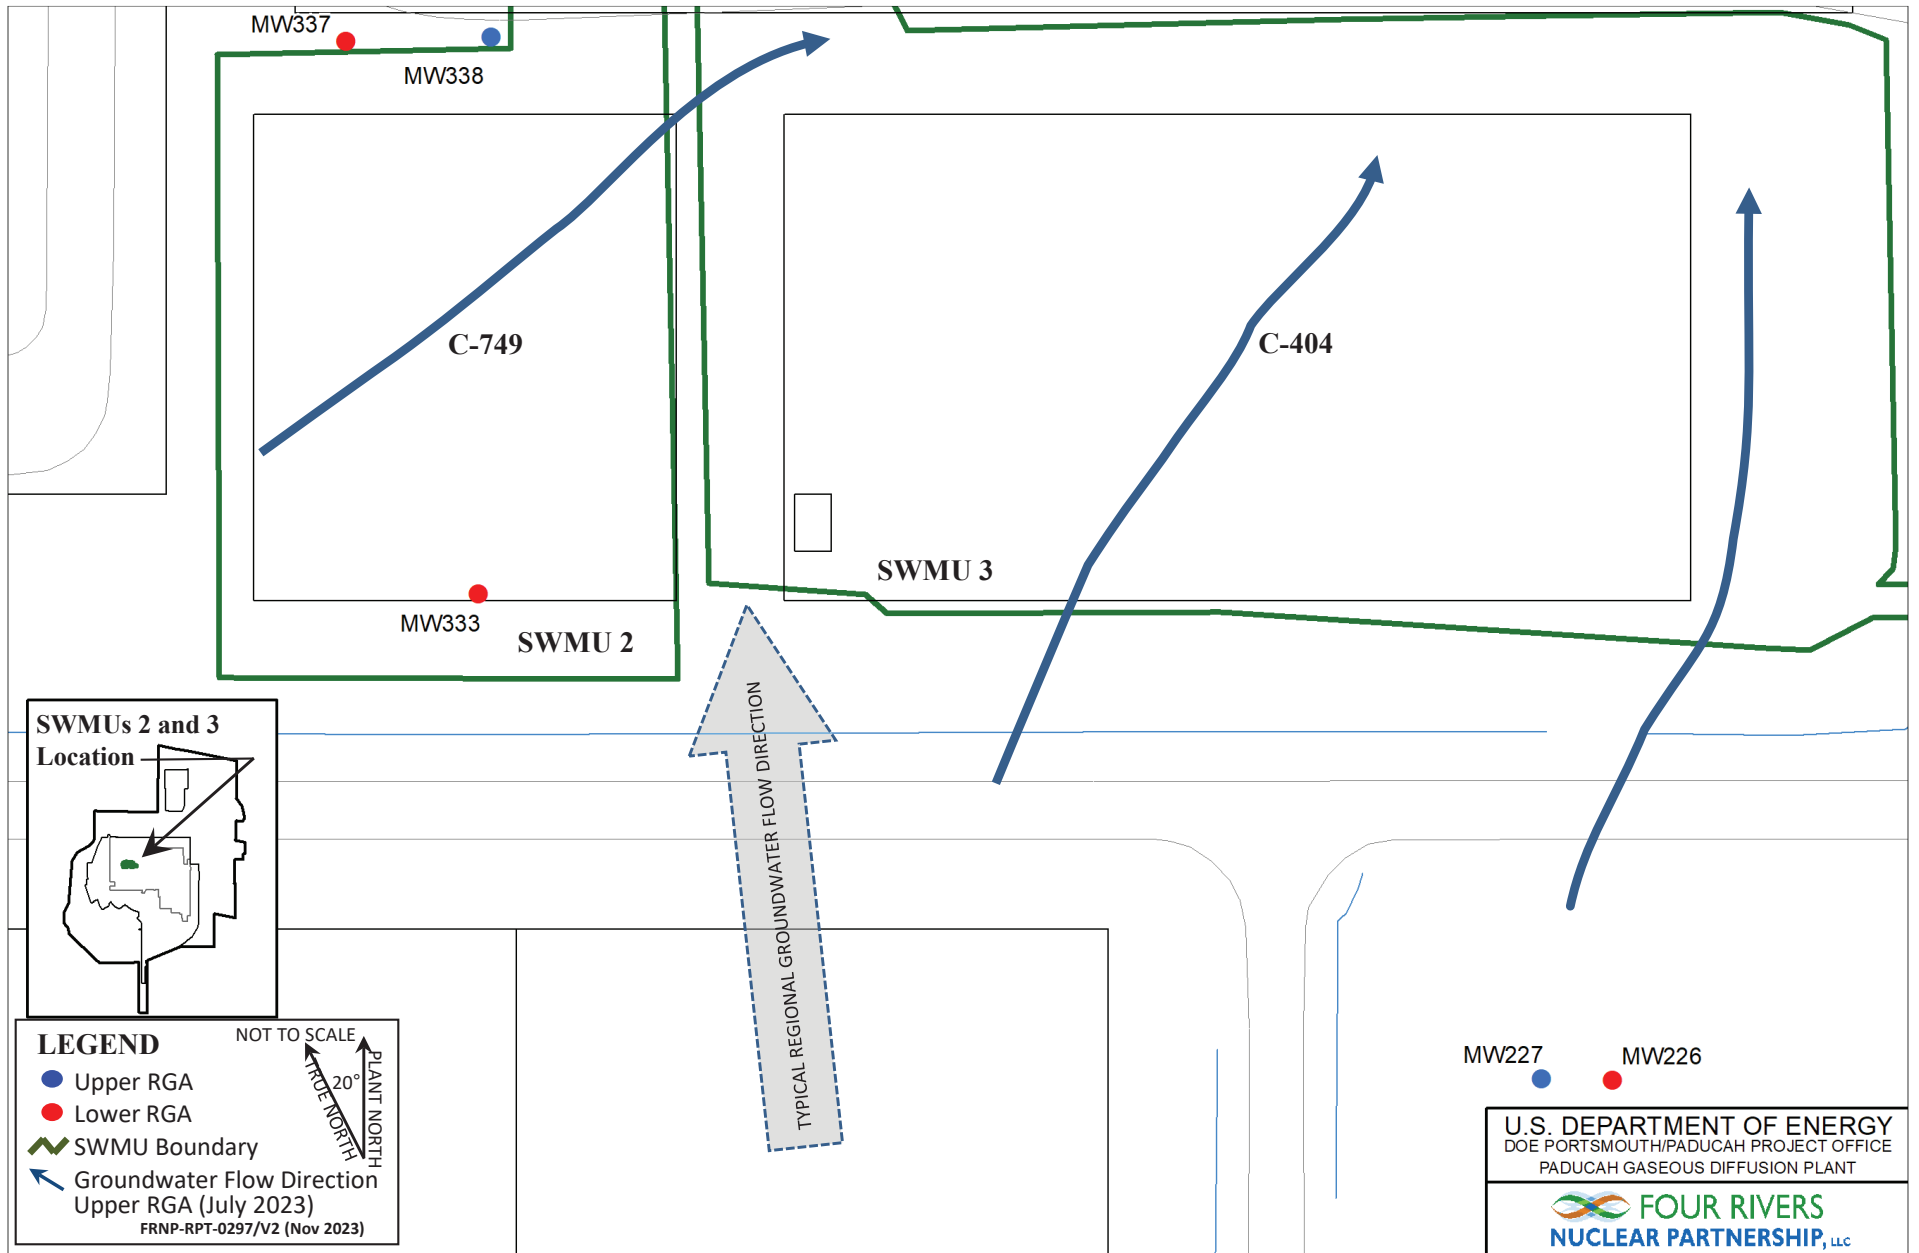 MW337
MW338
C-749
C-404
SWMU 3
MW333
SWMU 2
TYPICAL REGIONAL GROUNDWATER FLOW DIRECTION
SWMUs 2 and 3
Location
LEGEND
NOT TO SCALE
TRUE NORTH
20°
PLANT NORTH
Upper RGA
Lower RGA
SWMU Boundary
Groundwater Flow Direction
Upper RGA (July 2023)
FRNP-RPT-0297/V2 (Nov 2023)
MW227
MW226
U.S. DEPARTMENT OF ENERGY
DOE PORTSMOUTH/PADUCAH PROJECT OFFICE
PADUCAH GASEOUS DIFFUSION PLANT
FOUR RIVERS
NUCLEAR PARTNERSHIP, LLC